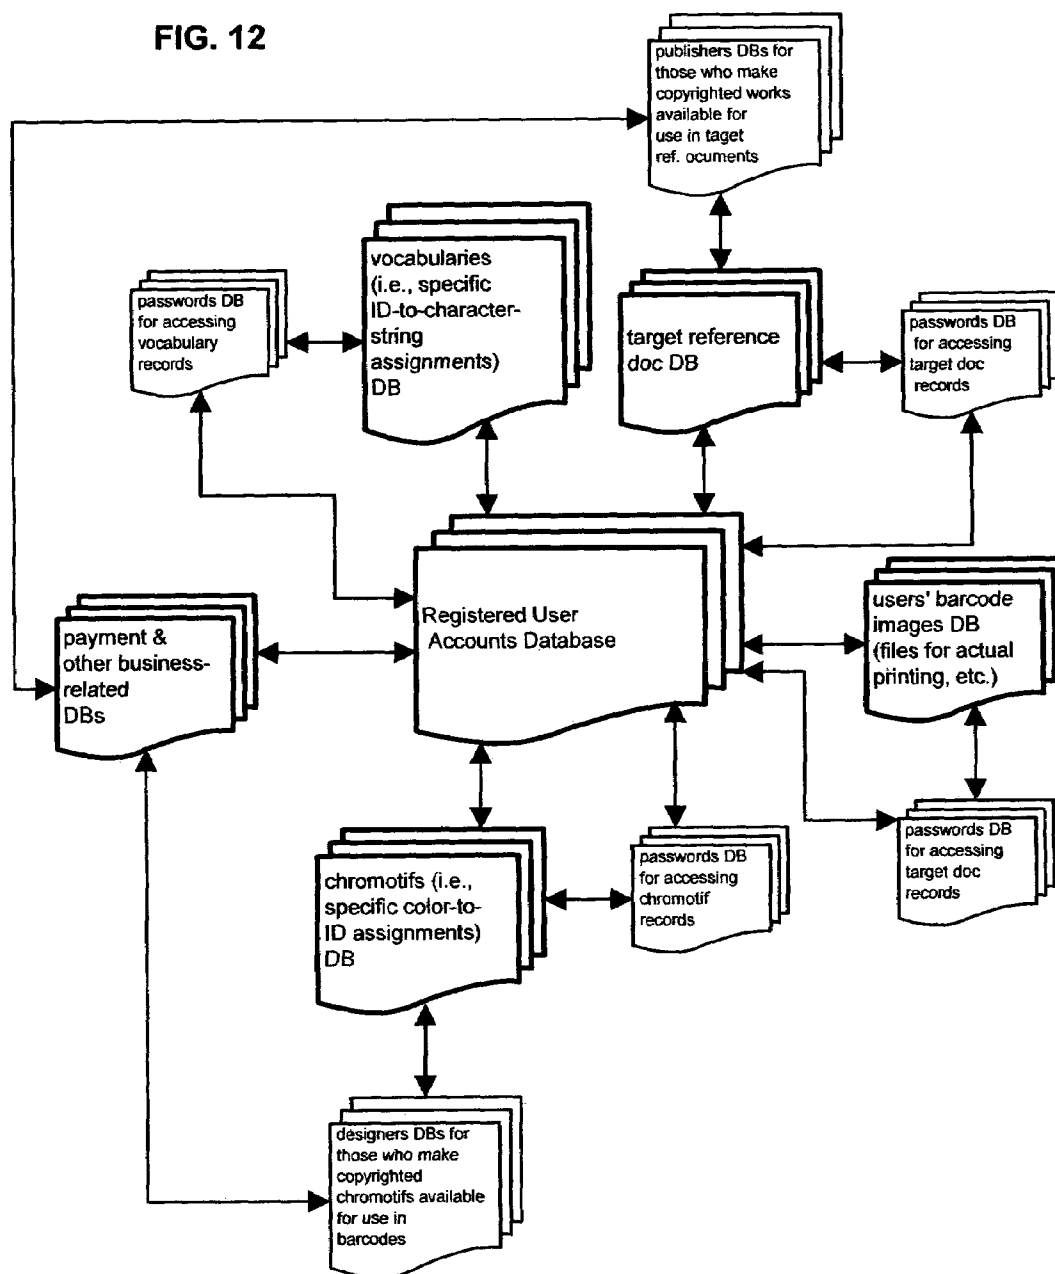 FIG. 12
publishers DBs for
those who make
copyrighted works
available for
use in taget
ref. ocuments
vocabularies
(i.e., specific
ID-to-character-
string
assignments)
DB
passwords DB
for accessing
vocabulary
records
target reference
doc DB
passwords DB
for accessing
target doc
records
Registered User
Accounts Database
users' barcode
images DB
(files for actual
printing, etc.)
payment &
other business-
related
DBs
passwords DB
for accessing
target doc
records
chromotifs (i.e.,
specific color-to-
ID assignments)
DB
passwords DB
for accessing
chromotif
records
designers DBs for
those who make
copyrighted
chromotifs available
for use in
barcodes